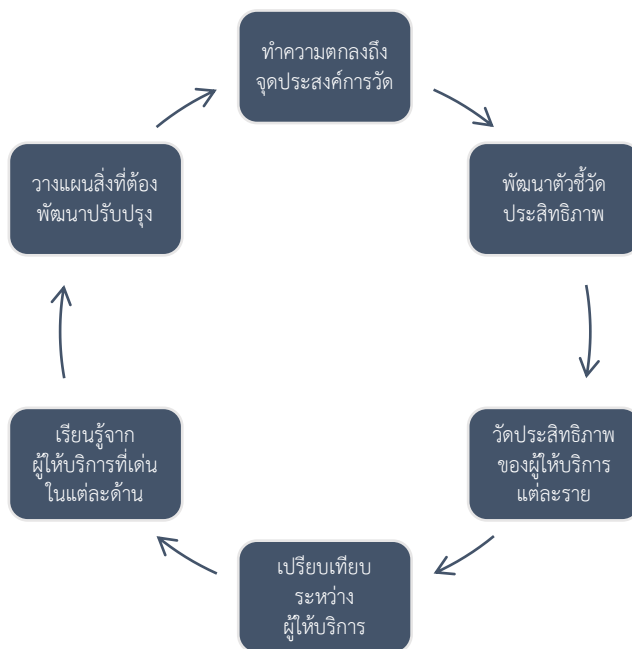 ทำความตกลงถึง
จุดประสงค์การวัด
พัฒนาตัวชี้วัด
ประสิทธิภาพ
วัดประสิทธิภาพ
ของผู้ให้บริการ
แต่ละราย
เปรียบเทียบ
ระหว่าง
ผู้ให้บริการ
เรียนรู้จาก
ผู้ให้บริการที่เด่น
ในแต่ละด้าน
วางแผนสิ่งที่ต้อง
พัฒนาปรับปรุง